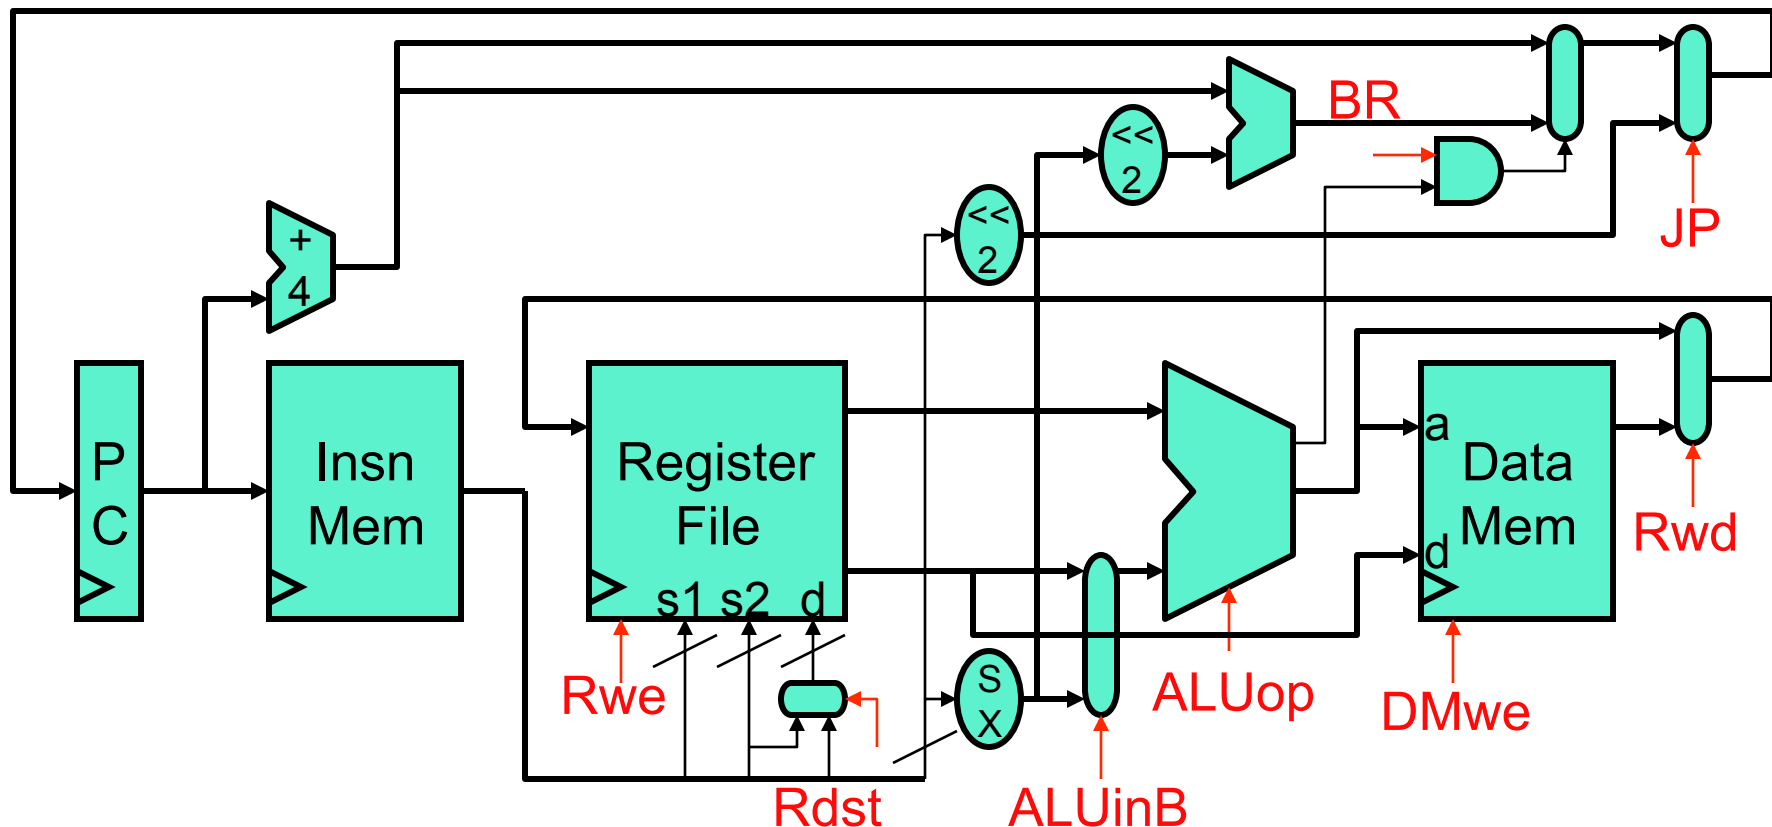 BR
<<
2
<<
2
JP
+
4
P
C
Insn
Mem
Register
File
s1 s2 d
a
d
Data
Mem
Rwd
Rwe
S
X
ALUop
DMwe
Rdst
ALUinB